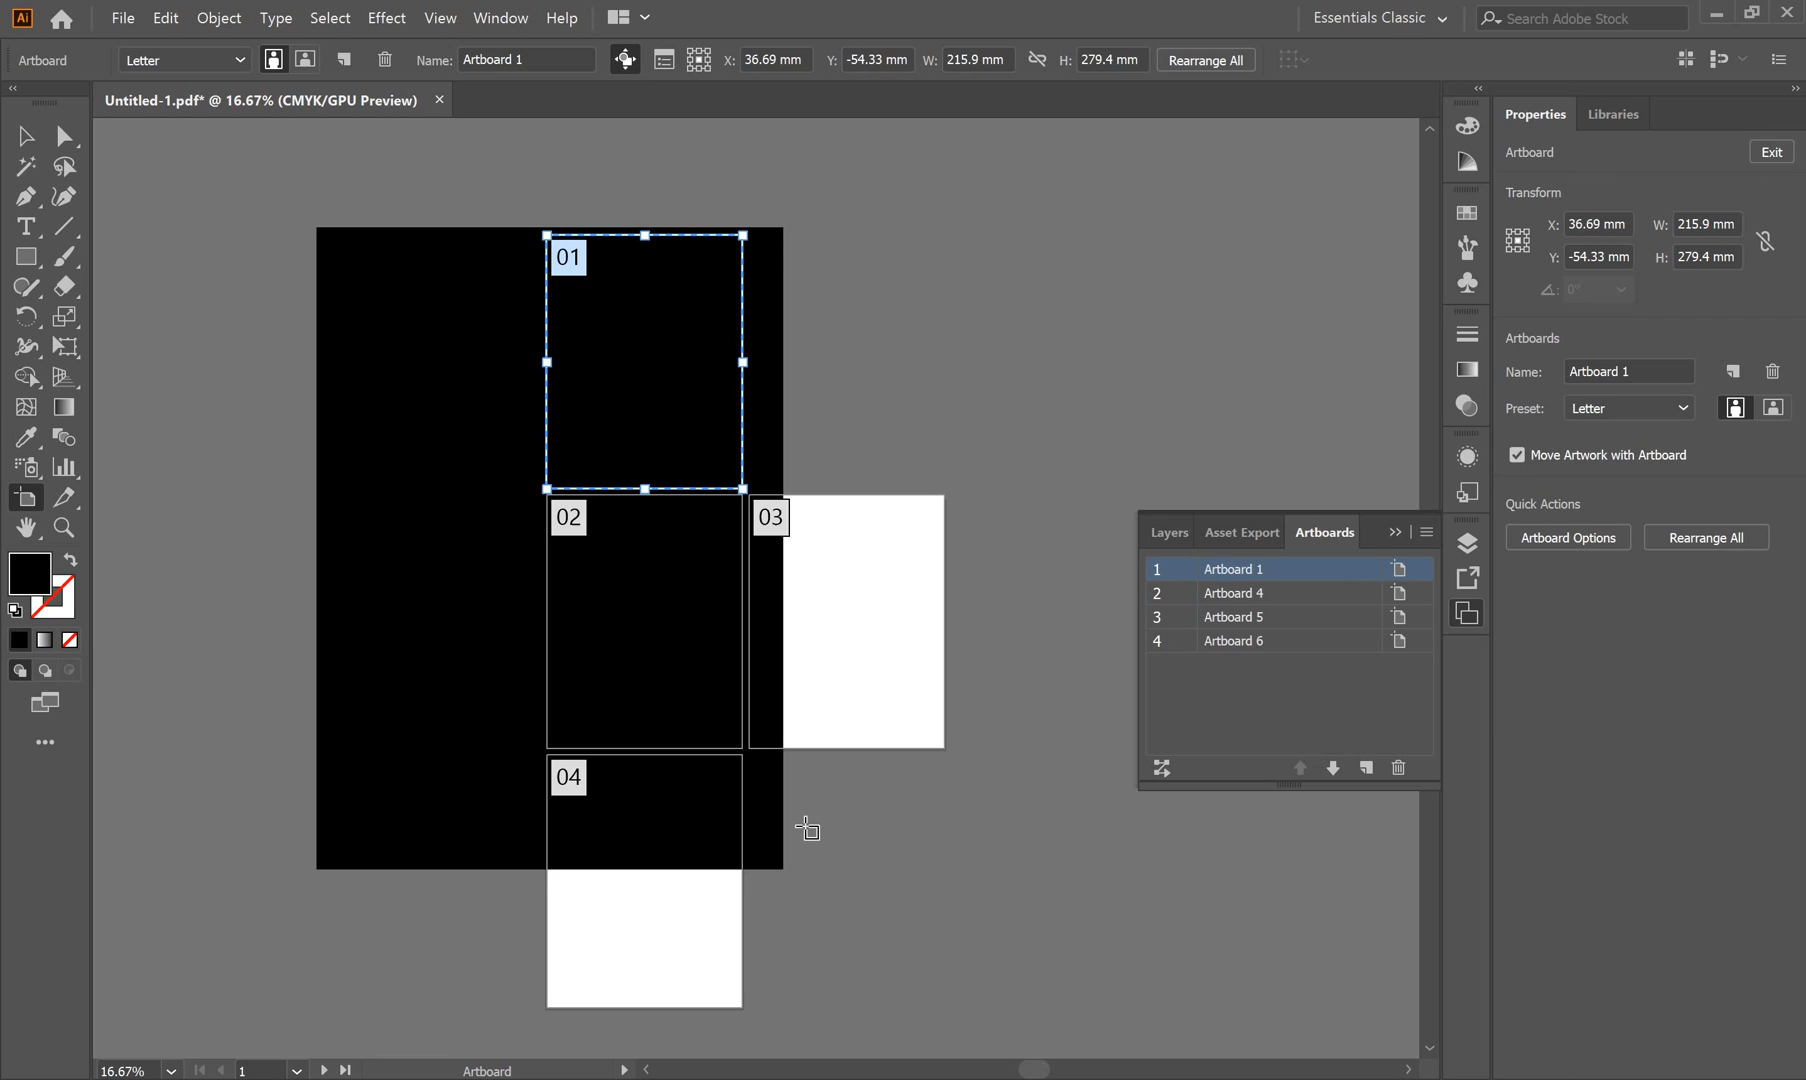 Ai File Edit Object Type Select Effect View Window Help Essentials Classic Search Adobe Stock
Artboard Letter Name: Artboard 1 X: 36.69 mm Y: -54.33 mm W: 215.9 mm H: 279.4 mm Rearrange All
Untitled-1.pdf* @ 16.67% (CMYK/GPU Preview)
Properties Libraries
Artboard Exit
Transform
X: 36.69 mm W: 215.9 mm
Y: -54.33 mm H: 279.4 mm
0°
Artboards
Name: Artboard 1
Preset: Letter
Move Artwork with Artboard
Quick Actions
Artboard Options Rearrange All
01
02 03
04
Layers Asset Export Artboards
1 Artboard 1
2 Artboard 4
3 Artboard 5
4 Artboard 6
16.67% 1 Artboard